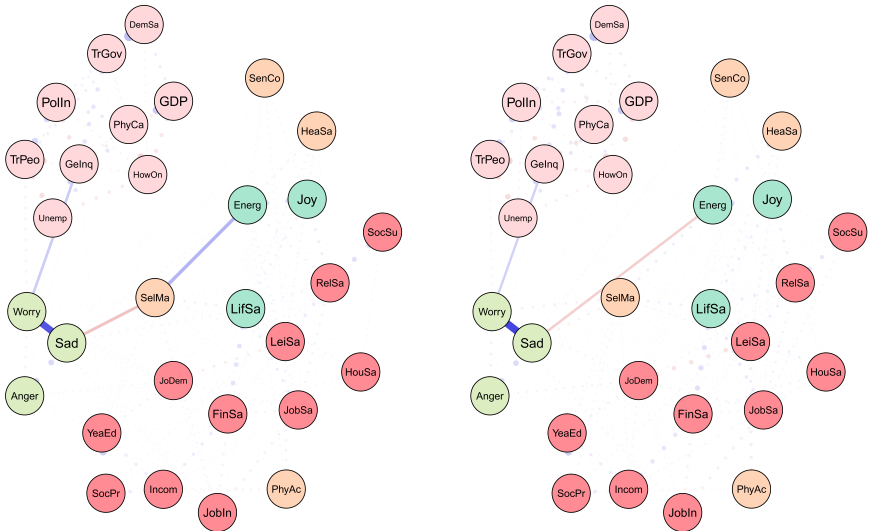 DemSa
TrGov
SenCo
PolIn
GDP
PhyCa
HeaSa
TrPeo
GeInq
HowOn
Energ
Joy
Unemp
SocSu
RelSa
SelMa
LifSa
Worry
Sad
LeiSa
HouSa
JoDem
Anger
FinSa
JobSa
YeaEd
SocPr
Incom
PhyAc
JobIn
DemSa
TrGov
SenCo
PolIn
GDP
PhyCa
HeaSa
TrPeo
GeInq
HowOn
Energ
Joy
Unemp
SocSu
RelSa
SelMa
LifSa
Worry
Sad
LeiSa
HouSa
JoDem
Anger
FinSa
JobSa
YeaEd
SocPr
Incom
PhyAc
JobIn